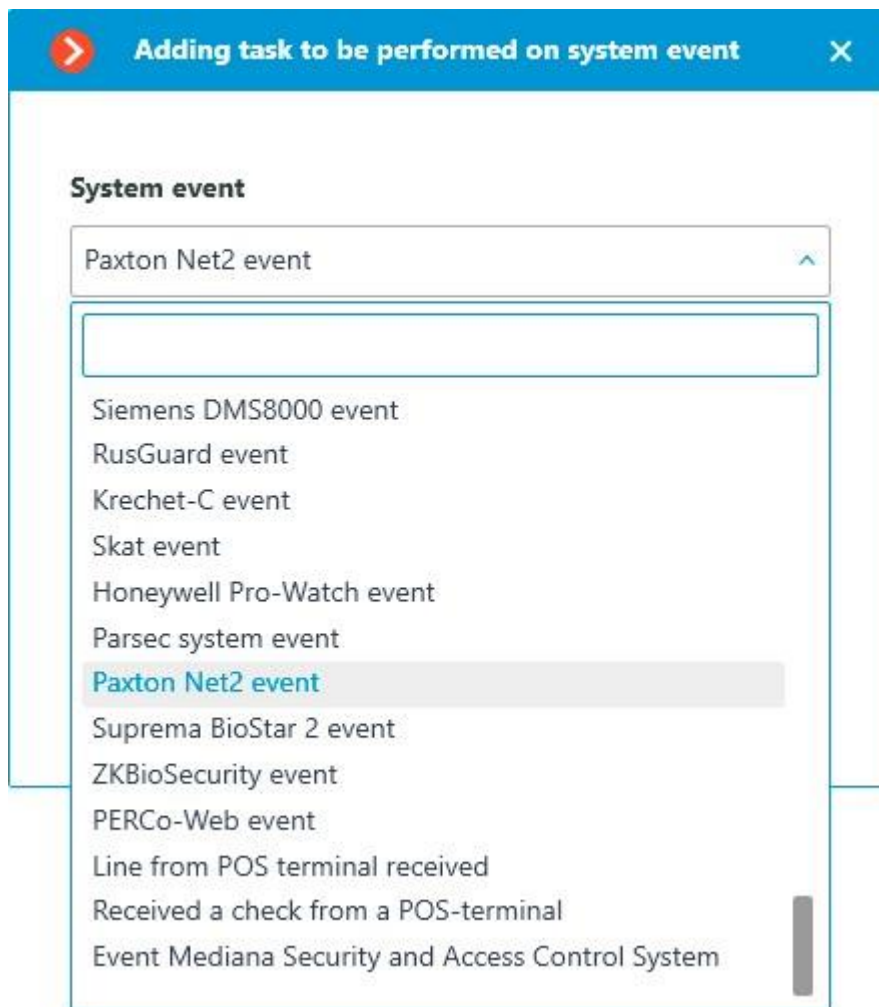 Adding task to be performed on system event
System event
Paxton Net2 event
Siemens DMS8000 event
RusGuard event
Krechet-C event
Skat event
Honeywell Pro-Watch event
Parsec system event
Paxton Net2 event
Suprema BioStar 2 event
ZKBioSecurity event
PERCo-Web event
Line from POS terminal received
Received a check from a POS-terminal
Event Mediana Security and Access Control System